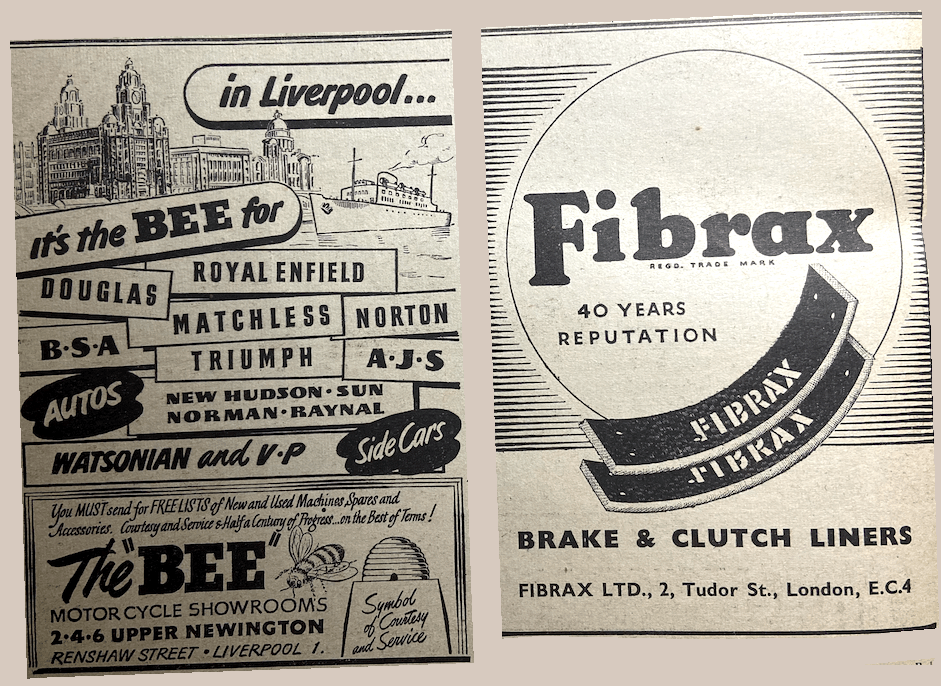 in Liverpool...
it's the BEE for
DOUGLAS
ROYAL ENFIELD
MATCHLESS
NORTON
B·S·A
TRIUMPH
A·J·S
AUTOS
NEW HUDSON · SUN
NORMAN · RAYNAL
WATSONIAN and V·P
Side Cars
You MUST send for FREE LISTS of New and Used Machines, Spares and
Accessories. Courtesy and Service & Half a Century of Progress...on the Best of Terms!
The "BEE"
MOTOR CYCLE SHOWROOMS
2·4·6 UPPER NEWINGTON
RENSHAW STREET · LIVERPOOL 1.
Symbol
of Courtesy
and Service
Fibrax
REGD. TRADE MARK
40 YEARS
REPUTATION
FIBRAX
FIBRAX
BRAKE & CLUTCH LINERS
FIBRAX LTD., 2, Tudor St., London, E.C.4